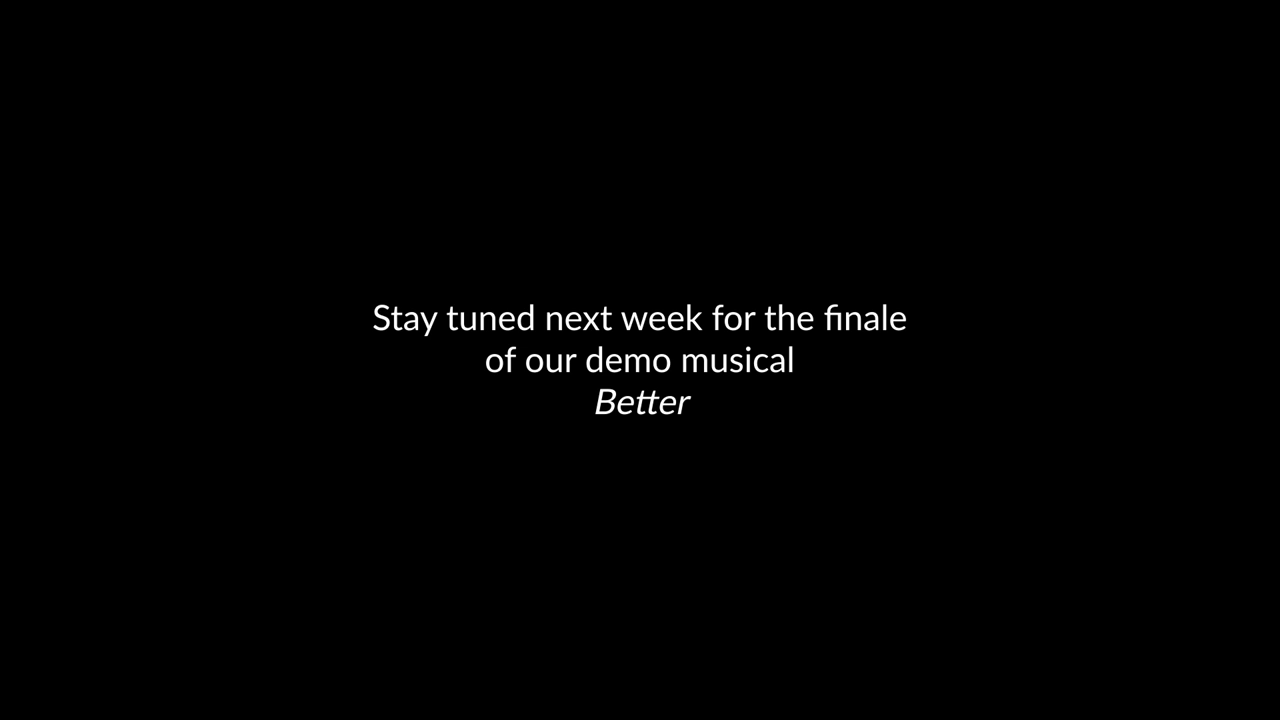 Stay tuned next week for the finale
of our demo musical
Better